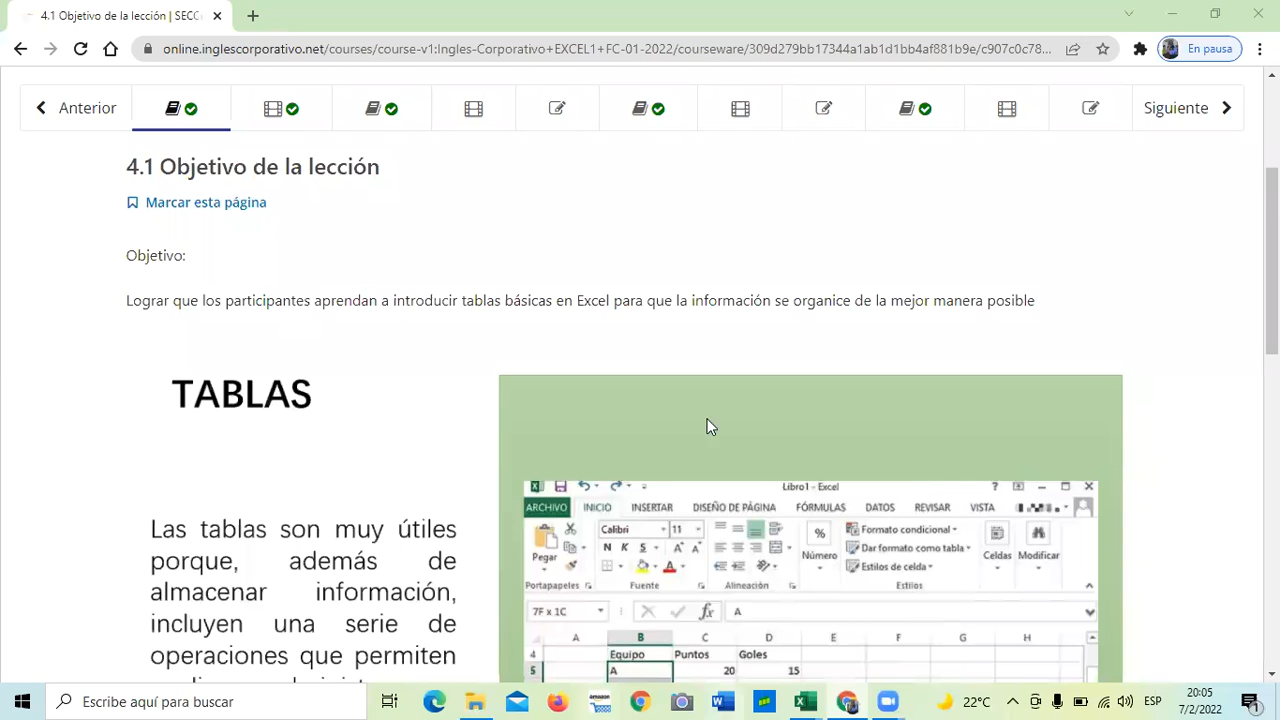 4.1 Objetivo de la lección | SECC
online.inglescorporativo.net/courses/course-v1:Ingles-Corporativo+EXCEL1+FC-01-2022/courseware/309d279bb17344a1ab1d1bb4af881b9e/c907c0c78...
En pausa
Anterior
Siguiente
4.1 Objetivo de la lección
Marcar esta página
Objetivo:
Lograr que los participantes aprendan a introducir tablas básicas en Excel para que la información se organice de la mejor manera posible
TABLAS
Las tablas son muy útiles
porque, además de
almacenar información,
incluyen una serie de
operaciones que permiten
Libro1 - Excel
ARCHIVO INICIO INSERTAR DISEÑO DE PÁGINA FÓRMULAS DATOS REVISAR VISTA
Calibri 11
Formato condicional
Pegar
N K S
Número
Dar formato como tabla
Celdas Modificar
Estilos de celda
Portapapeles Fuente Alineación Estilos
7F x 1C fx A
A B C D E F G H
4 Equipo Puntos Goles
5 A 20 15
Escribe aquí para buscar
amazon
22°C
ESP
20:05
7/2/2022
1